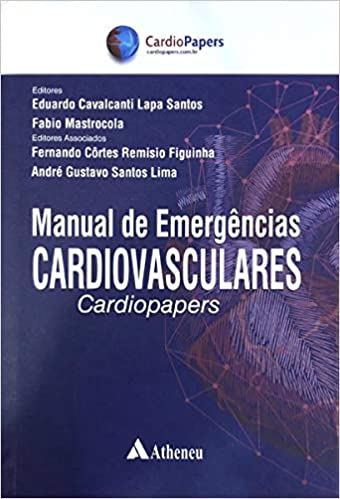 CardioPapers
cardiopapers.com.br
Editores
Eduardo Cavalcanti Lapa Santos
Fabio Mastrocola
Editores Associados
Fernando Côrtes Remisio Figuinha
André Gustavo Santos Lima
Manual de Emergências
CARDIOVASCULARES
Cardiopapers
Atheneu